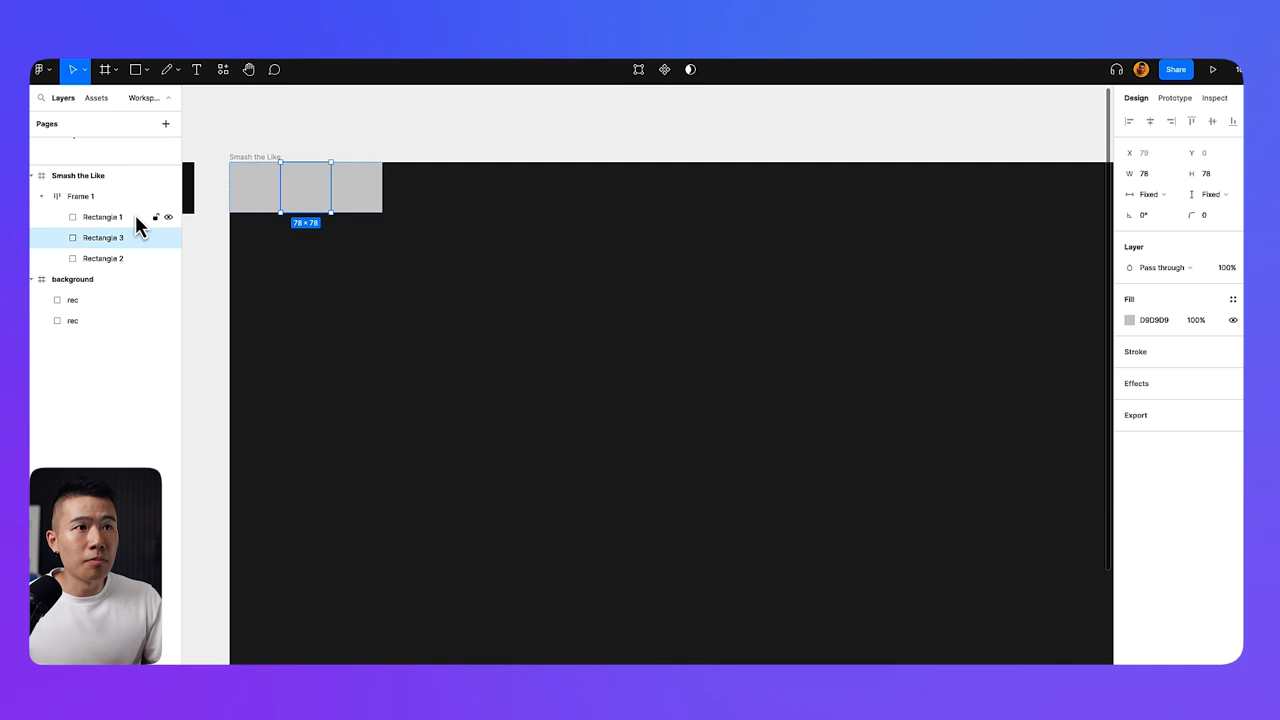 Share
Layers Assets Worksp...
Pages
Smash the Like
Frame 1
Rectangle 1
Rectangle 3
Rectangle 2
background
rec
rec
Smash the Like
78 × 78
Design Prototype Inspect
X 79 Y 0
W 78 H 78
Fixed Fixed
0° 0
Layer
Pass through 100%
Fill
D9D9D9 100%
Stroke
Effects
Export